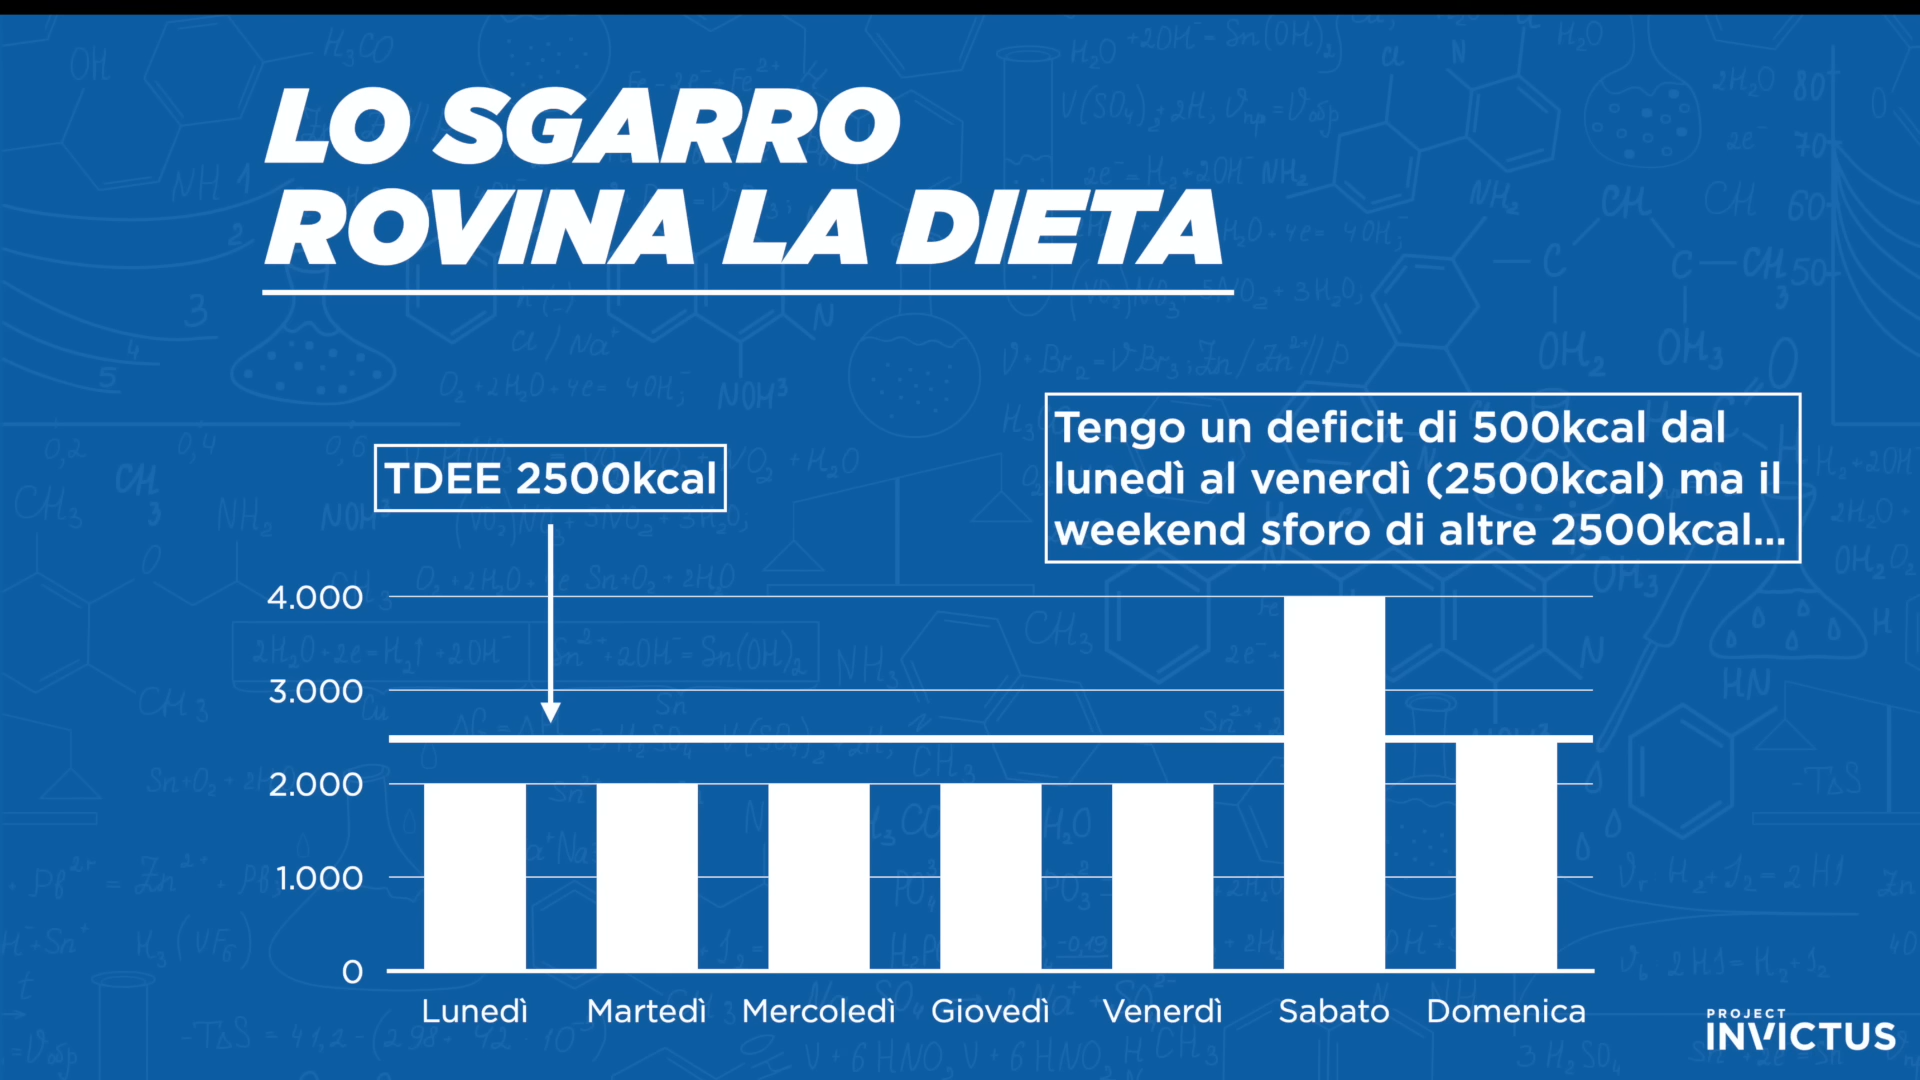 LO SGARRO
ROVINA LA DIETA
TDEE 2500kcal
Tengo un deficit di 500kcal dal
lunedì al venerdì (2500kcal) ma il
weekend sforo di altre 2500kcal...
4.000
3.000
2.000
1.000
0
Lunedì Martedì Mercoledì Giovedì Venerdì Sabato Domenica
PROJECT
INVICTUS